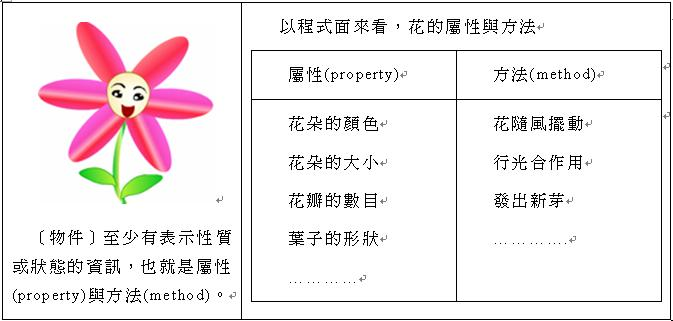 〔物件〕至少有表示性質
或狀態的資訊，也就是屬性
(property)與方法(method)。
以程式面來看，花的屬性與方法
屬性(property)
方法(method)
花朵的顏色
花朵的大小
花瓣的數目
葉子的形狀
…………
花隨風擺動
行光合作用
發出新芽
………….